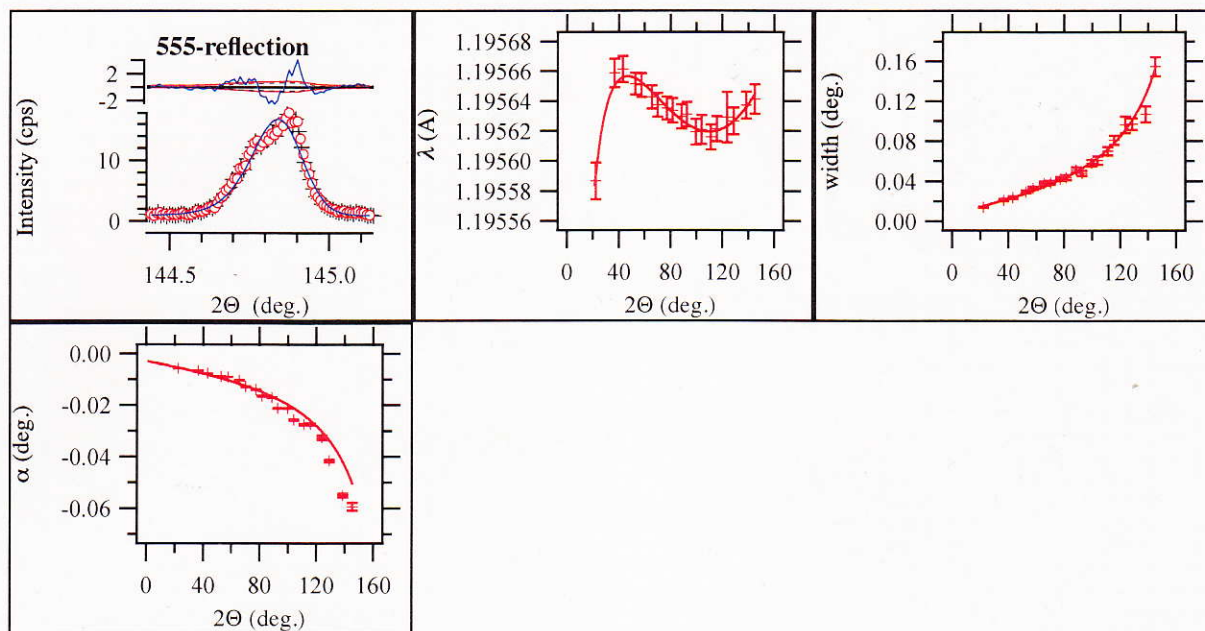 555-reflection
Intensity (cps)
2
0
-2
10
0
144.5 145.0
2Θ (deg.)
λ (A)
1.19568
1.19566
1.19564
1.19562
1.19560
1.19558
1.19556
0 40 80 120 160
2Θ (deg.)
width (deg.)
0.16
0.12
0.08
0.04
0.00
0 40 80 120 160
2Θ (deg.)
α (deg.)
0.00
-0.02
-0.04
-0.06
0 40 80 120 160
2Θ (deg.)